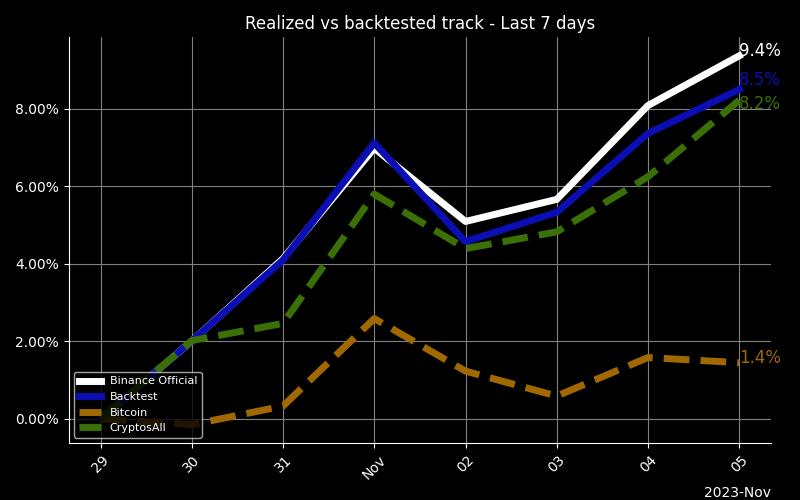 Realized vs backtested track - Last 7 days
9.4%
8.5%
8.2%
8.00%
6.00%
4.00%
2.00%
1.4%
0.00%
Binance Official
Backtest
Bitcoin
CryptosAll
29
30
31
Nov
02
03
04
05
2023-Nov